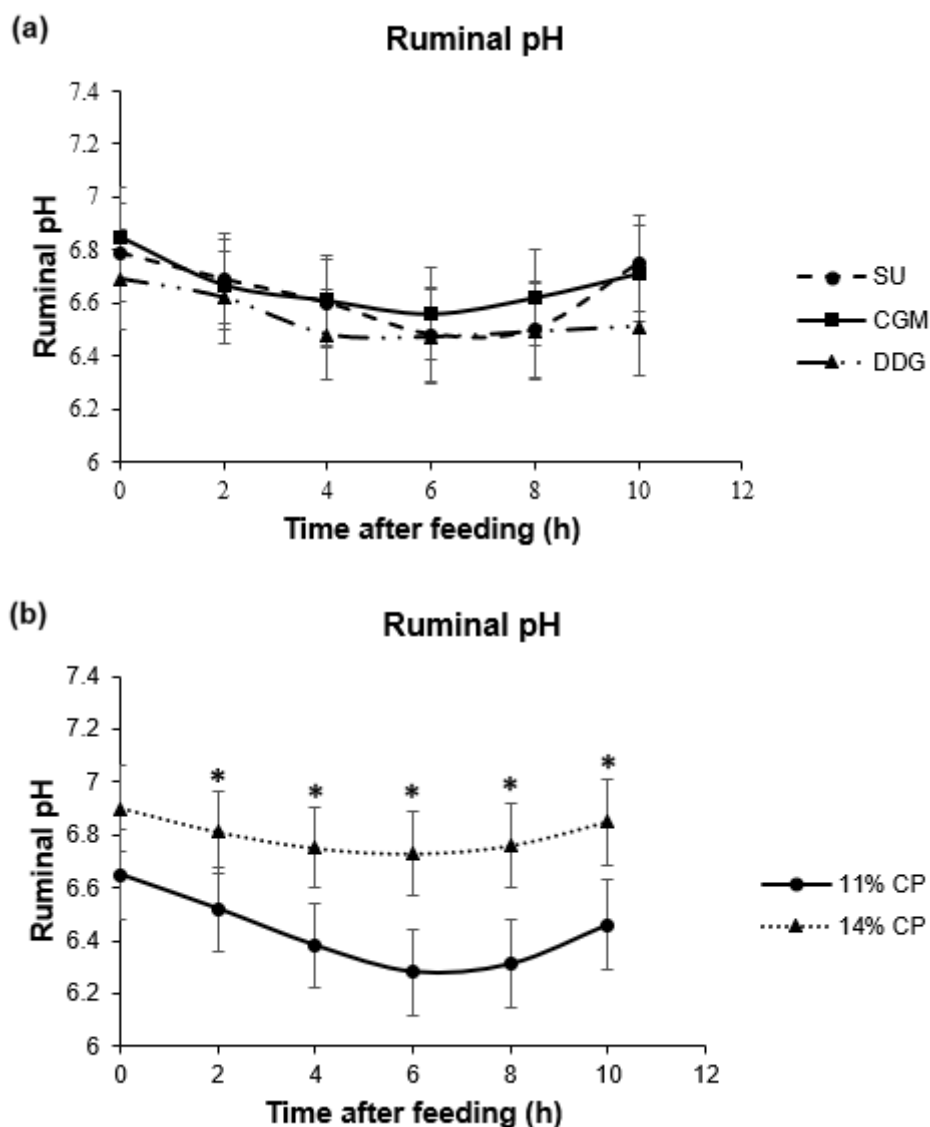 (a)
Ruminal pH
Ruminal pH
7.4
7.2
7
6.8
6.6
6.4
6.2
6
0 2 4 6 8 10 12
Time after feeding (h)
SU
CGM
DDG
(b)
Ruminal pH
Ruminal pH
7.4
7.2
7
6.8
6.6
6.4
6.2
6
* * * * *
0 2 4 6 8 10 12
Time after feeding (h)
11% CP
14% CP